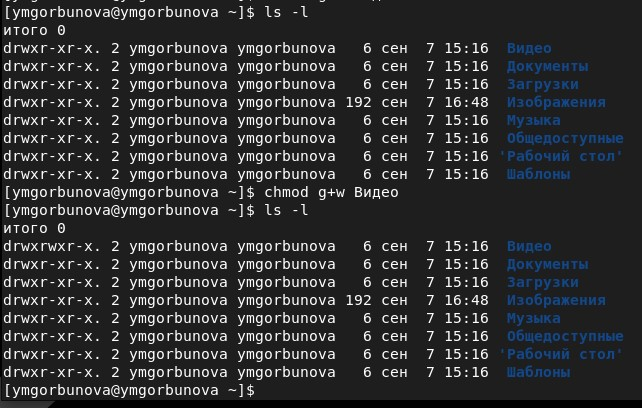 [ymgorbunova@ymgorbunova ~]$ ls -l
итого 0
drwxr-xr-x. 2 ymgorbunova ymgorbunova   6 сен  7 15:16  Видео
drwxr-xr-x. 2 ymgorbunova ymgorbunova   6 сен  7 15:16  Документы
drwxr-xr-x. 2 ymgorbunova ymgorbunova   6 сен  7 15:16  Загрузки
drwxr-xr-x. 2 ymgorbunova ymgorbunova 192 сен  7 16:48  Изображения
drwxr-xr-x. 2 ymgorbunova ymgorbunova   6 сен  7 15:16  Музыка
drwxr-xr-x. 2 ymgorbunova ymgorbunova   6 сен  7 15:16  Общедоступные
drwxr-xr-x. 2 ymgorbunova ymgorbunova   6 сен  7 15:16 'Рабочий стол'
drwxr-xr-x. 2 ymgorbunova ymgorbunova   6 сен  7 15:16  Шаблоны
[ymgorbunova@ymgorbunova ~]$ chmod g+w Видео
[ymgorbunova@ymgorbunova ~]$ ls -l
итого 0
drwxrwxr-x. 2 ymgorbunova ymgorbunova   6 сен  7 15:16  Видео
drwxr-xr-x. 2 ymgorbunova ymgorbunova   6 сен  7 15:16  Документы
drwxr-xr-x. 2 ymgorbunova ymgorbunova   6 сен  7 15:16  Загрузки
drwxr-xr-x. 2 ymgorbunova ymgorbunova 192 сен  7 16:48  Изображения
drwxr-xr-x. 2 ymgorbunova ymgorbunova   6 сен  7 15:16  Музыка
drwxr-xr-x. 2 ymgorbunova ymgorbunova   6 сен  7 15:16  Общедоступные
drwxr-xr-x. 2 ymgorbunova ymgorbunova   6 сен  7 15:16 'Рабочий стол'
drwxr-xr-x. 2 ymgorbunova ymgorbunova   6 сен  7 15:16  Шаблоны
[ymgorbunova@ymgorbunova ~]$